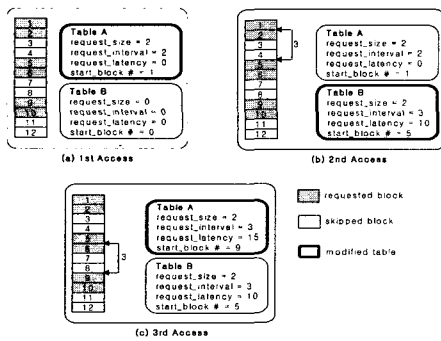 1
2
3
4
5
6
7
8
9
10
11
12
Table A
request_size = 2
request_interval = 2
request_latency = 0
start_block # = 1
Table B
request_size = 0
request_interval = 0
request_latency = 0
start_block # = 0
(a) 1st Access
1
2
3
4
5
6
7
8
9
10
11
12
3
Table A
request_size = 2
request_interval = 2
request_latency = 0
start_block # = 1
Table B
request_size = 2
request_interval = 3
request_latency = 10
start_block # = 5
(b) 2nd Access
1
2
3
4
5
6
7
8
9
10
11
12
3
Table A
request_size = 2
request_interval = 3
request_latency = 15
start_block # = 9
Table B
request_size = 2
request_interval = 3
request_latency = 10
start_block # = 5
(c) 3rd Access
requested block
skipped block
modified table